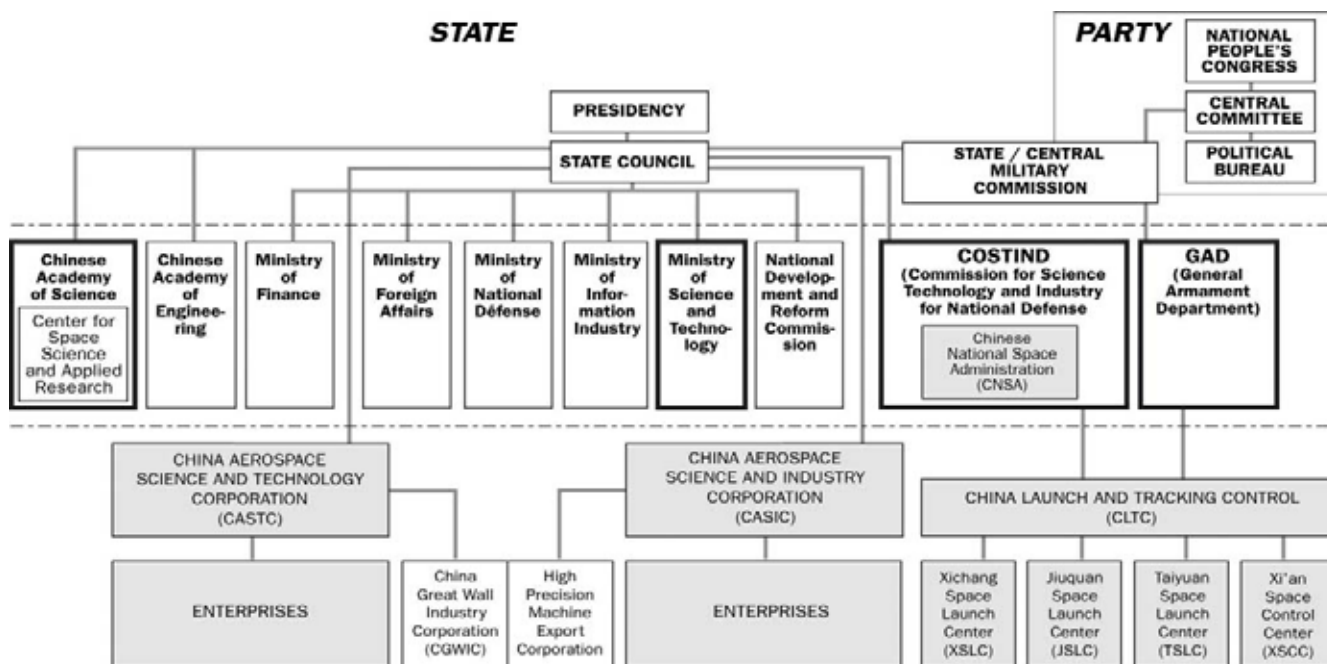 STATE
PARTY
NATIONAL
PEOPLE'S
CONGRESS
PRESIDENCY
CENTRAL
COMMITTEE
STATE COUNCIL
STATE / CENTRAL
MILITARY
COMMISSION
POLITICAL
BUREAU
Chinese
Academy
of Science
Center for
Space
Science
and Applied
Research
Chinese
Academy
of
Enginee-
ring
Ministry
of
Finance
Ministry
of
Foreign
Affairs
Ministry
of
National
Défense
Ministry
of Infor-
mation
Industry
Ministry
of
Science
and
Techno-
logy
National
Develop-
ment and
Reform
Commis-
sion
COSTIND
(Commission for Science
Technology and Industry
for National Defense
Chinese
National Space
Administration
(CNSA)
GAD
(General
Armament
Department)
CHINA AEROSPACE
SCIENCE AND TECHNOLOGY
CORPORATION
(CASTC)
CHINA AEROSPACE
SCIENCE AND INDUSTRY
CORPORATION
(CASIC)
CHINA LAUNCH AND TRACKING CONTROL
(CLTC)
ENTERPRISES
China
Great Wall
Industry
Corporation
(CGWIC)
High
Precision
Machine
Export
Corporation
ENTERPRISES
Xichang
Space
Launch
Center
(XSLC)
Jiuquan
Space
Launch
Center
(JSLC)
Taiyuan
Space
Launch
Center
(TSLC)
Xi'an
Space
Control
Center
(XSCC)